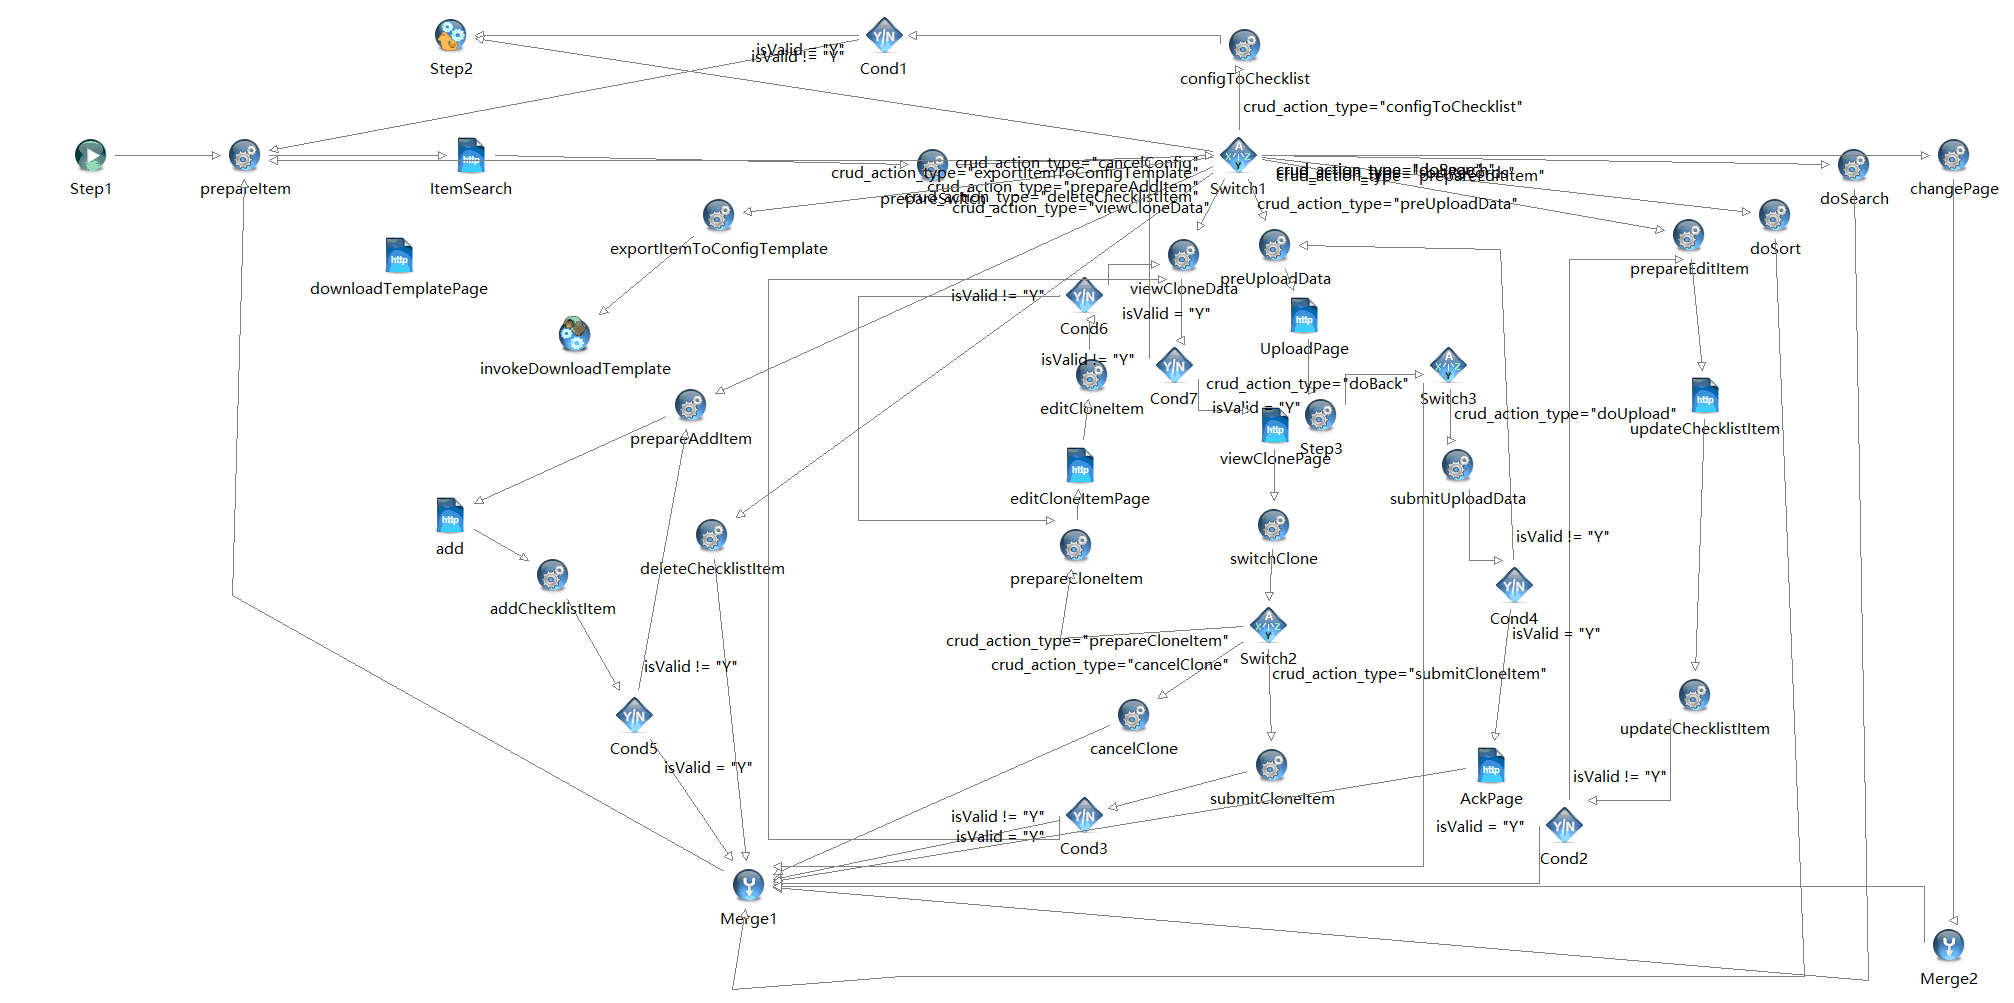 Step2
isValid = "Y"
isValid != "Y"
Cond1
configToChecklist
crud_action_type="configToChecklist"
Step1
prepareItem
ItemSearch
prepareSwitch
crud_action_type="cancelConfig"
crud_action_type="exportItemToConfigTemplate"
crud_action_type="prepareAddItem"
crud_action_type="deleteChecklistItem"
crud_action_type="viewCloneData"
Switch1
crud_action_type="doSearch"
crud_action_type="prepareEditItem"
crud_action_type="preUploadData"
doSearch
changePage
exportItemToConfigTemplate
doSort
prepareEditItem
downloadTemplatePage
viewCloneData
preUploadData
isValid != "Y"
Cond6
isValid = "Y"
UploadPage
invokeDownloadTemplate
isValid != "Y"
editCloneItem
Cond7
crud_action_type="doBack"
Switch3
isValid = "Y"
crud_action_type="doUpload"
updateChecklistItem
prepareAddItem
viewClonePage
Step3
editCloneItemPage
submitUploadData
add
isValid != "Y"
deleteChecklistItem
switchClone
prepareCloneItem
addChecklistItem
Cond4
isValid = "Y"
crud_action_type="prepareCloneItem"
crud_action_type="cancelClone"
Switch2
crud_action_type="submitCloneItem"
isValid != "Y"
Cond5
isValid = "Y"
cancelClone
updateChecklistItem
isValid != "Y"
submitCloneItem
AckPage
isValid != "Y"
isValid = "Y"
Cond3
isValid = "Y"
Cond2
Merge1
Merge2